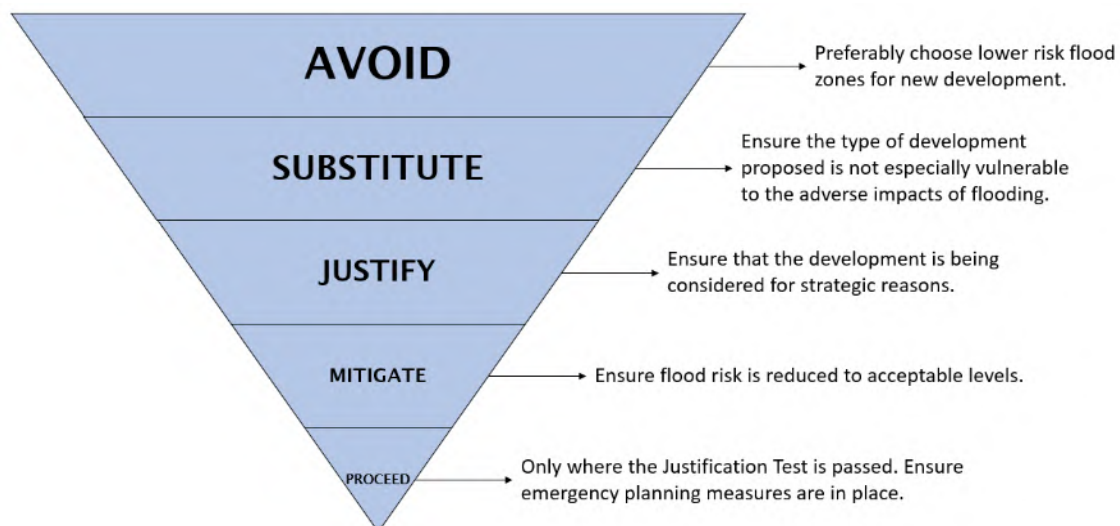 AVOID
Preferably choose lower risk flood
zones for new development.
SUBSTITUTE
Ensure the type of development
proposed is not especially vulnerable
to the adverse impacts of flooding.
JUSTIFY
Ensure that the development is being
considered for strategic reasons.
MITIGATE
Ensure flood risk is reduced to acceptable levels.
PROCEED
Only where the Justification Test is passed. Ensure
emergency planning measures are in place.